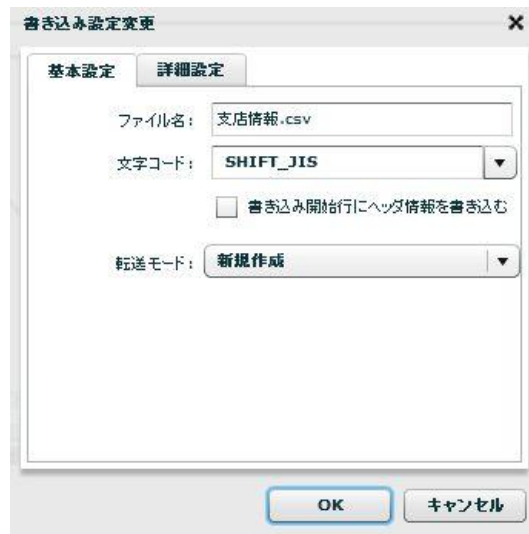 書き込み設定変更
基本設定 詳細設定
ファイル名: 支店情報.csv
文字コード: SHIFT_JIS
書き込み開始行にヘッダ情報を書き込む
転送モード: 新規作成
OK キャンセル